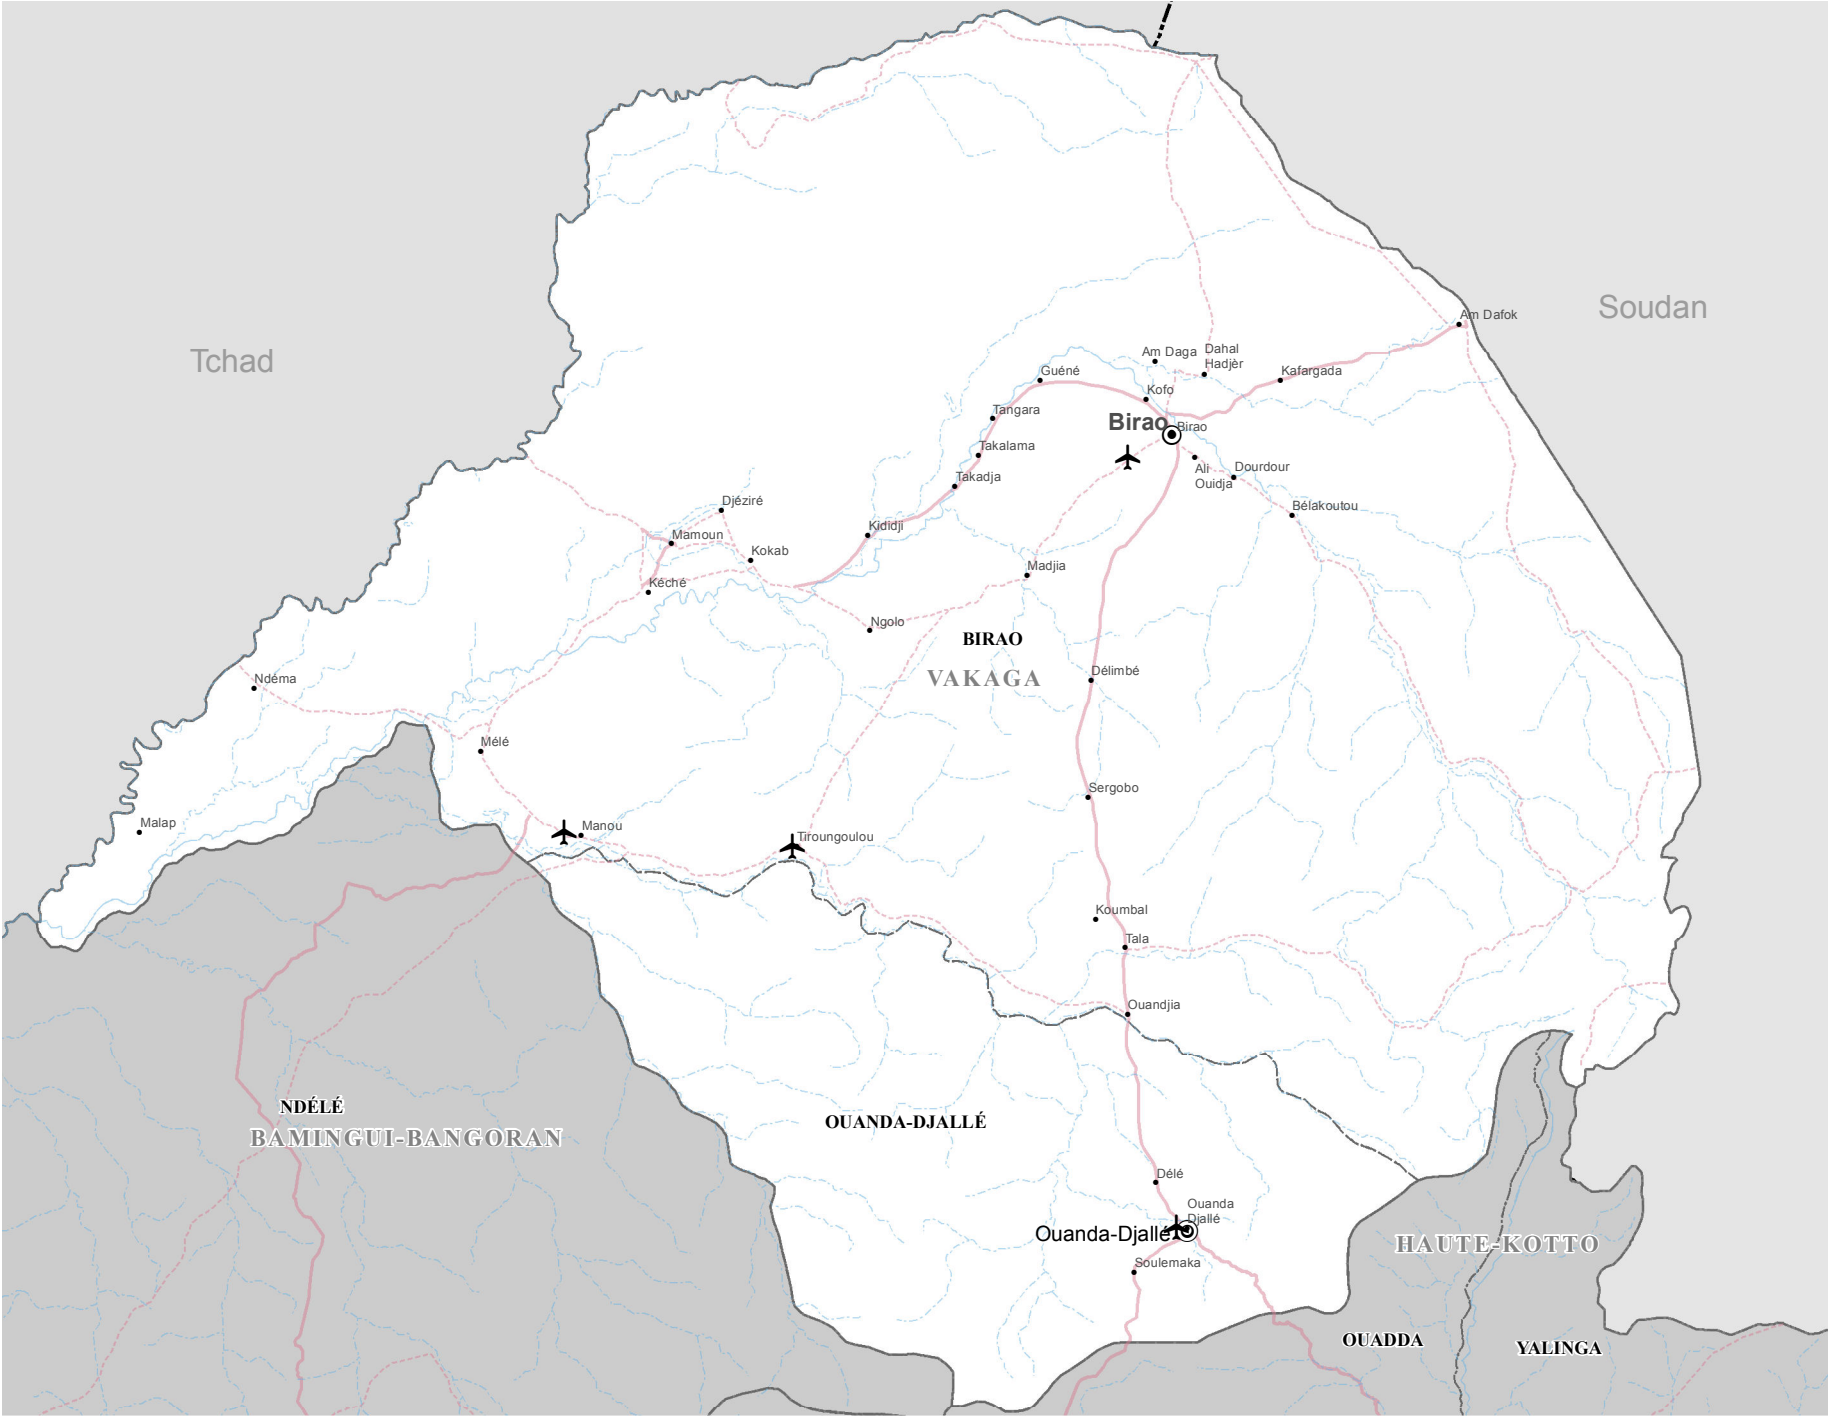 Soudan
Am Dafok
Tchad
Am Daga
Dahal
Hadjèr
Guéné
Kafargada
Kofo
Tangara
Birao
Birao
Takalama
Ali
Ouidja
Dourdour
Takadja
Djéziré
Bélakoutou
Kididji
Mamoun
Kokab
Madjia
Kéché
Ngolo
BIRAO
VAKAGA
Délimbé
Ndéma
Mélé
Sergobo
Malap
Manou
Tiroungoulou
Koumbal
Tala
Ouandjia
NDÉLÉ
BAMINGUI-BANGORAN
OUANDA-DJALLÉ
Délé
Ouanda
Djallé
Ouanda-Djallé
HAUTE-KOTTO
Soulemaka
OUADDA
YALINGA